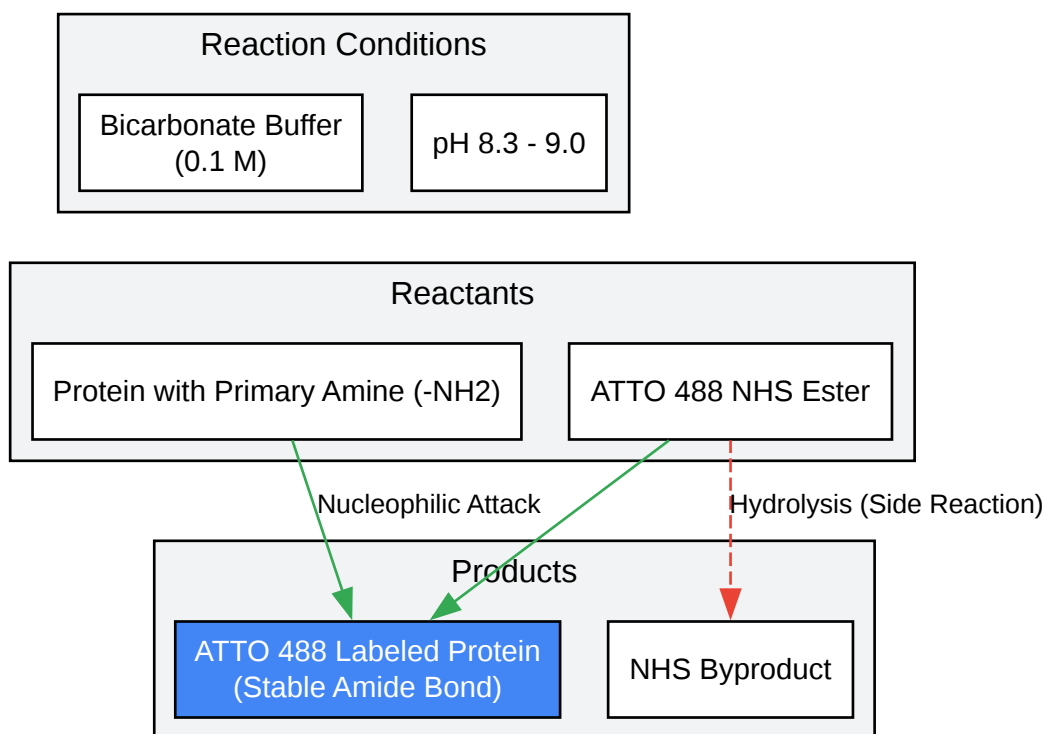 Reaction Conditions
Bicarbonate Buffer
(0.1 M)
pH 8.3 - 9.0
Reactants
Protein with Primary Amine (-NH2)
ATTO 488 NHS Ester
Nucleophilic Attack
Hydrolysis (Side Reaction)
Products
ATTO 488 Labeled Protein
(Stable Amide Bond)
NHS Byproduct